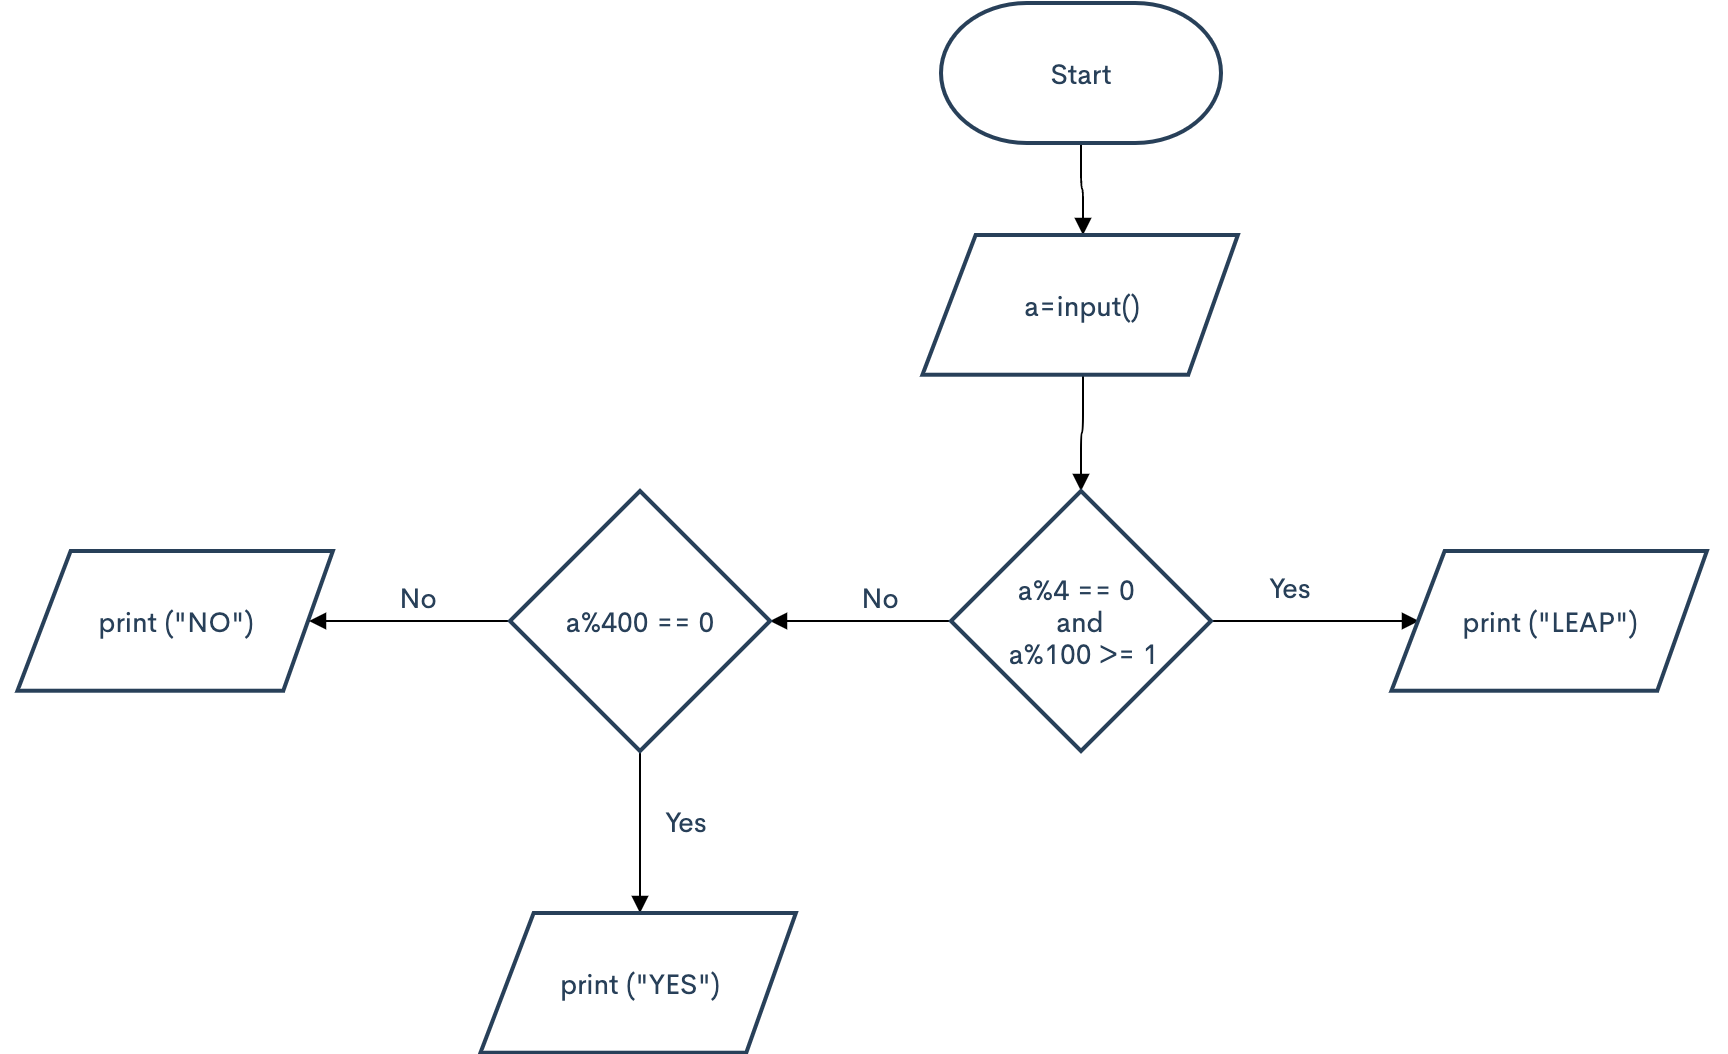 Start
a=input()
a%4 == 0
and
a%100 >= 1
Yes
print ("LEAP")
No
a%400 == 0
No
print ("NO")
Yes
print ("YES")